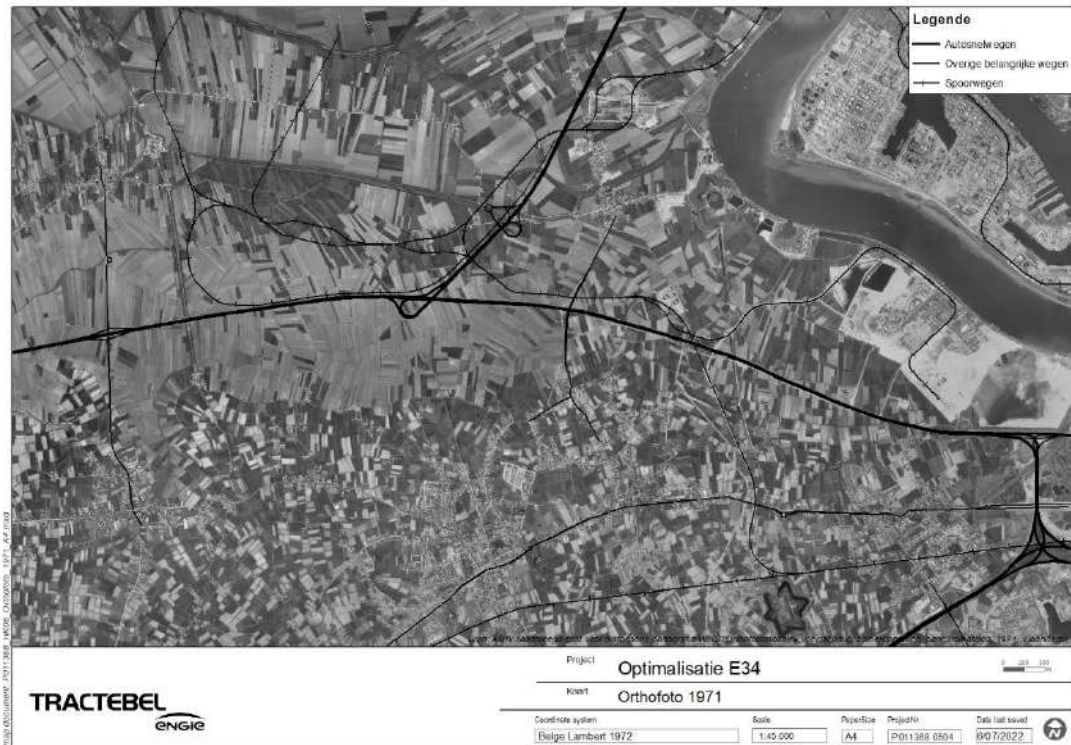 Legende
Autosnelwegen
Overige belangrijke wegen
Spoorwegen
TRACTEBEL
ENGIE
Project Optimalisatie E34
Kaart Orthofoto 1971
Coordinate system
Belge Lambert 1972
Scale
1:45.000
PaperSize
A4
ProjectNr
P.011369.0504
Date last saved
6/07/2022
N